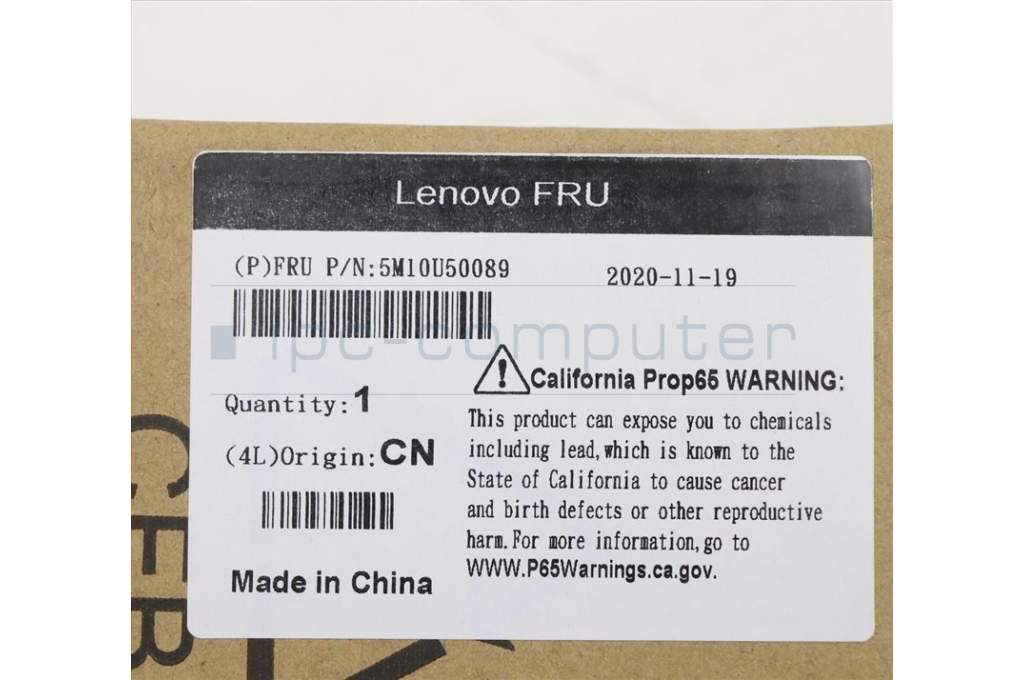 Lenovo FRU
(P)FRU P/N:5M10U50089
2020-11-19
ipc-computer
California Prop65 WARNING:
Quantity:1
This product can expose you to chemicals
including lead,which is known to the
(4L)Origin:CN
State of California to cause cancer
and birth defects or other reproductive
harm.For more information,go to
WWW.P65Warnings.ca.gov.
Made in China